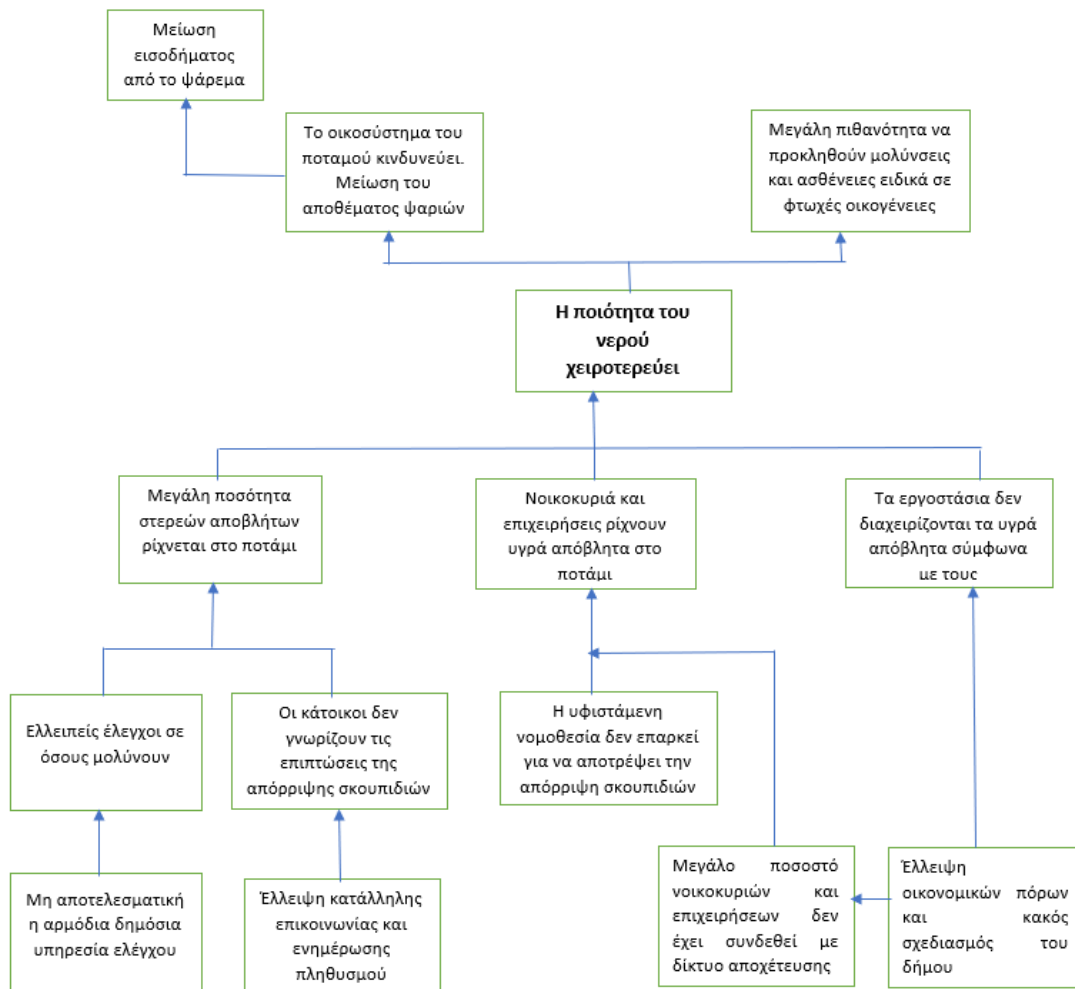 Μείωση
εισοδήματος
από το ψάρεμα
Το οικοσύστημα του
ποταμού κινδυνεύει.
Μείωση του
αποθέματος ψαριών
Μεγάλη πιθανότητα να
προκληθούν μολύνσεις
και ασθένειες ειδικά σε
φτωχές οικογένειες
Η ποιότητα του
νερού
χειροτερεύει
Μεγάλη ποσότητα
στερεών αποβλήτων
ρίχνεται στο ποτάμι
Νοικοκυριά και
επιχειρήσεις ρίχνουν
υγρά απόβλητα στο
ποτάμι
Τα εργοστάσια δεν
διαχειρίζονται τα υγρά
απόβλητα σύμφωνα
με τους
Ελλειπείς έλεγχοι σε
όσους μολύνουν
Οι κάτοικοι δεν
γνωρίζουν τις
επιπτώσεις της
απόρριψης σκουπιδιών
Η υφιστάμενη
νομοθεσία δεν επαρκεί
για να αποτρέψει την
απόρριψη σκουπιδιών
Μη αποτελεσματική
η αρμόδια δημόσια
υπηρεσία ελέγχου
Έλλειψη κατάλληλης
επικοινωνίας και
ενημέρωσης
πληθυσμού
Μεγάλο ποσοστό
νοικοκυριών και
επιχειρήσεων δεν
έχει συνδεθεί με
δίκτυο αποχέτευσης
Έλλειψη
οικονομικών πόρων
και κακός
σχεδιασμός του
δήμου